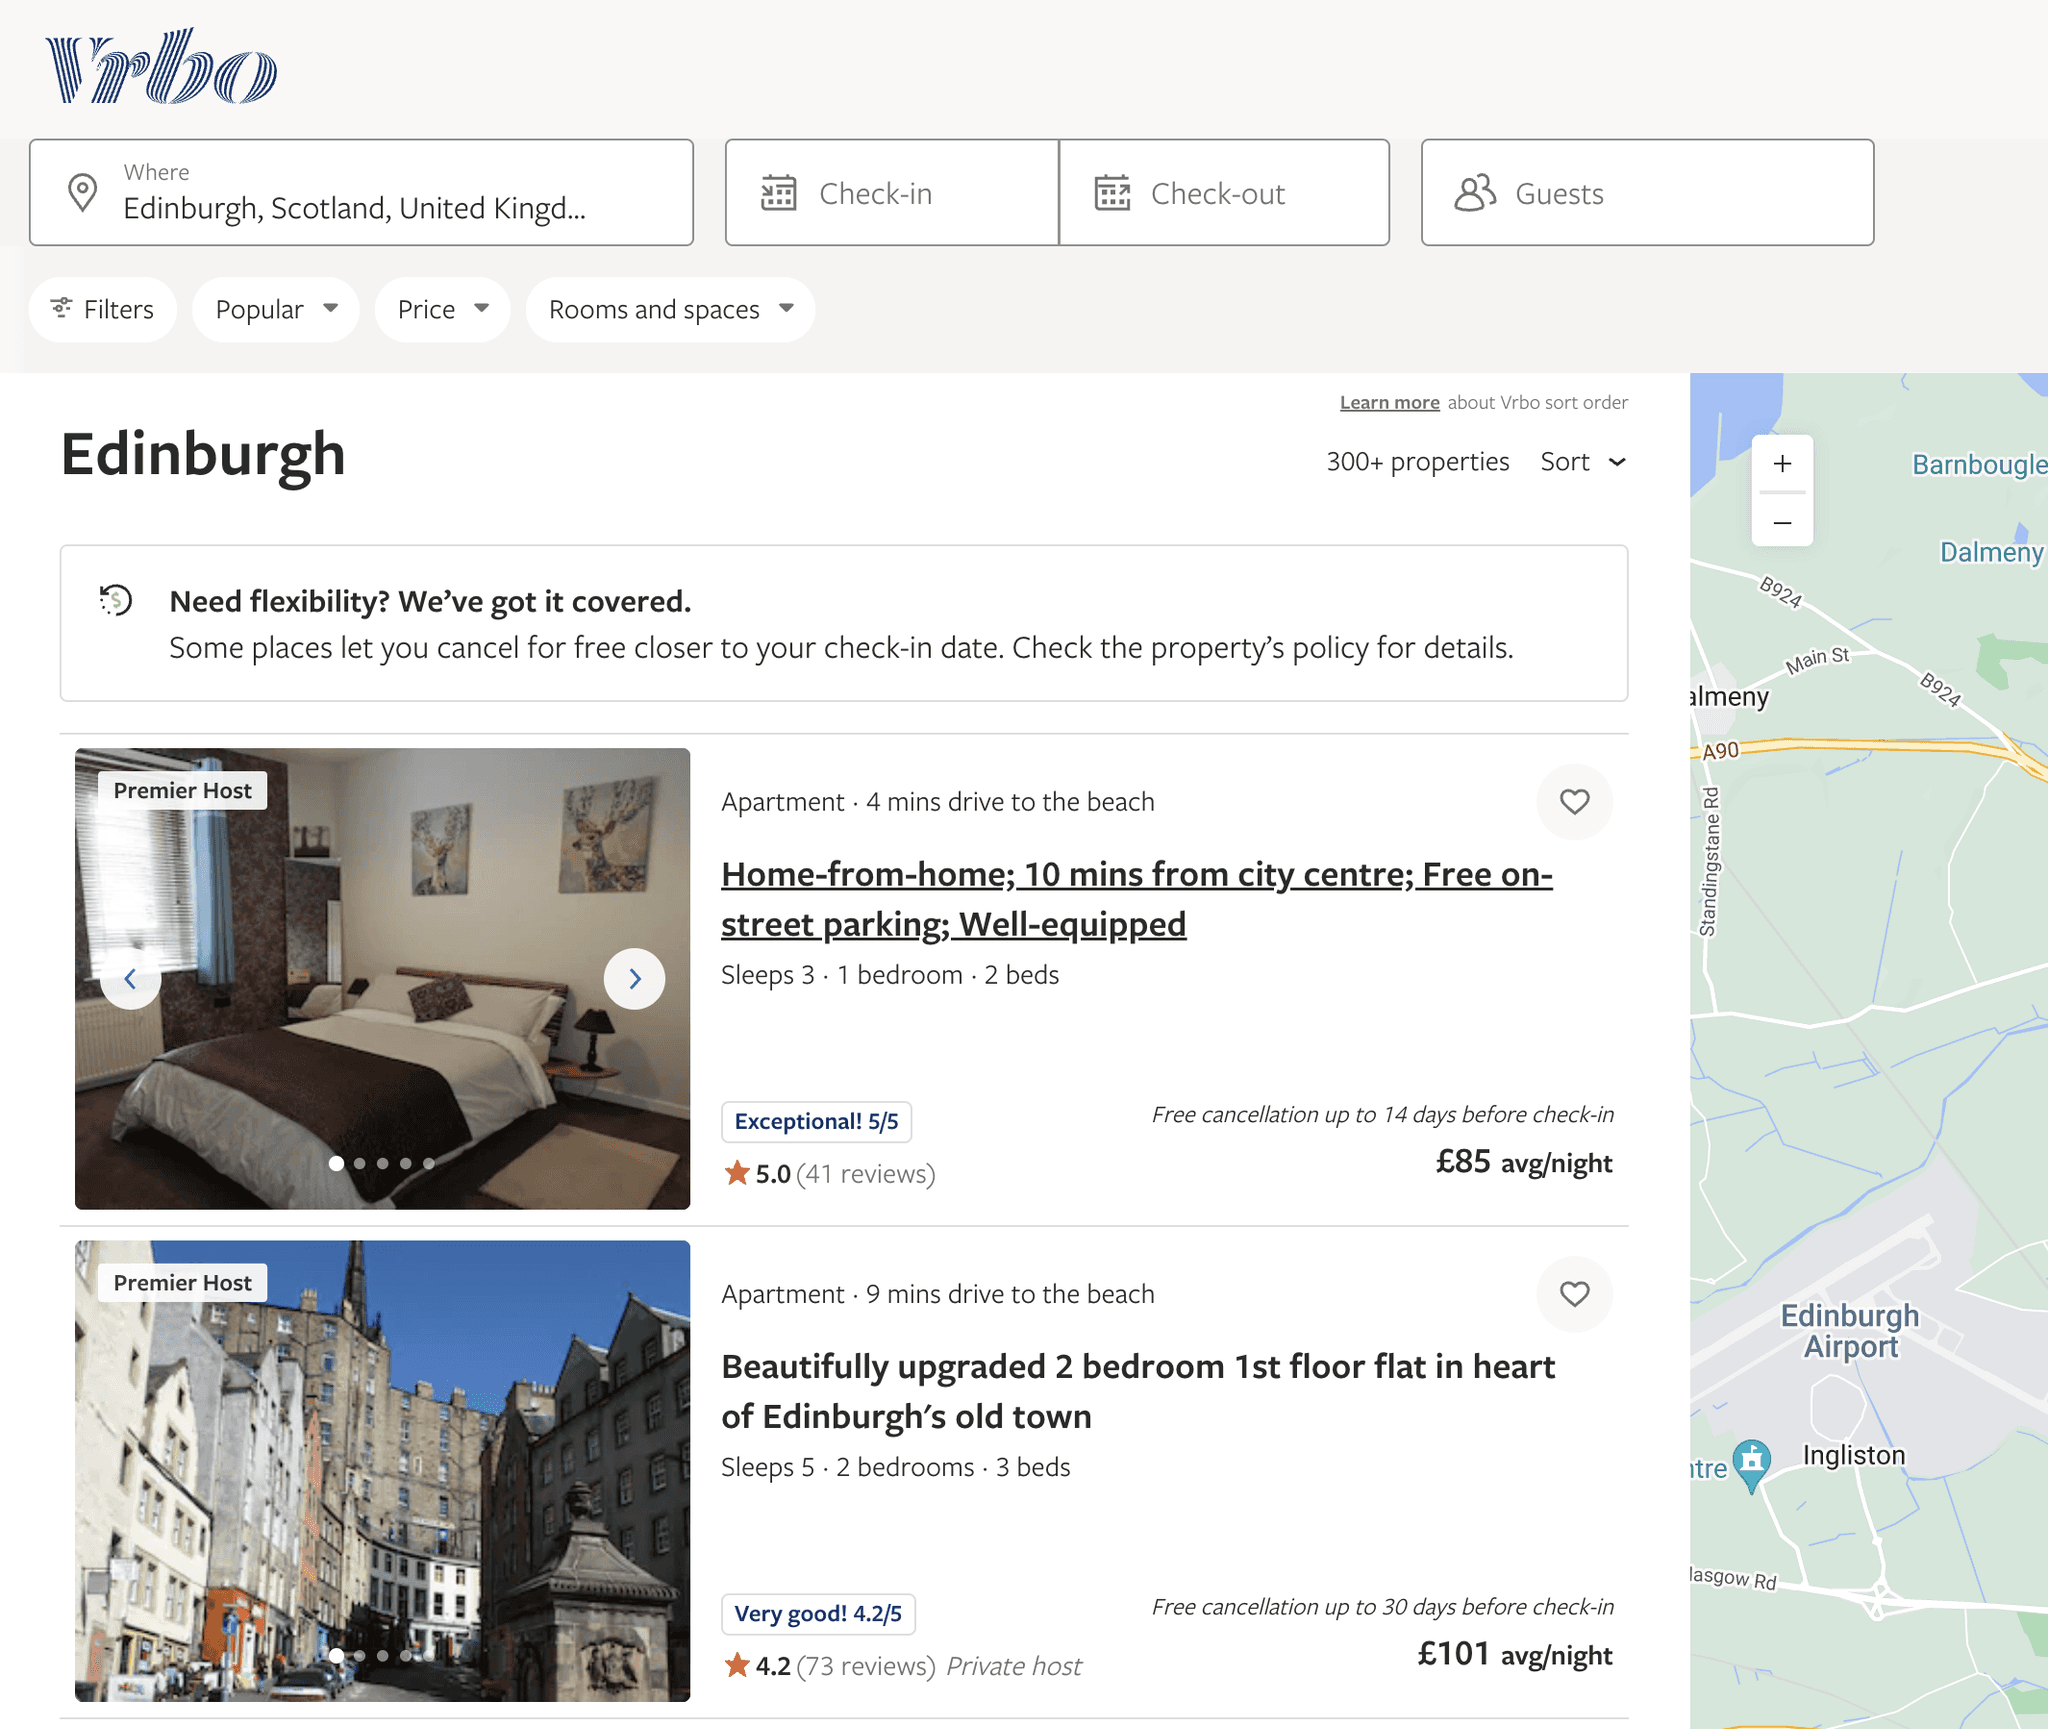 Vrbo
Where
Edinburgh, Scotland, United Kingd...
Check-in
Check-out
Guests
Filters
Popular
Price
Rooms and spaces
Learn more about Vrbo sort order
Edinburgh
300+ properties
Sort
Need flexibility? We’ve got it covered.
Some places let you cancel for free closer to your check-in date. Check the property’s policy for details.
Premier Host
Apartment · 4 mins drive to the beach
Home-from-home; 10 mins from city centre; Free on-
street parking; Well-equipped
Sleeps 3 · 1 bedroom · 2 beds
Exceptional! 5/5
5.0 (41 reviews)
Free cancellation up to 14 days before check-in
£85 avg/night
Premier Host
Apartment · 9 mins drive to the beach
Beautifully upgraded 2 bedroom 1st floor flat in heart
of Edinburgh's old town
Sleeps 5 · 2 bedrooms · 3 beds
Very good! 4.2/5
4.2 (73 reviews) Private host
Free cancellation up to 30 days before check-in
£101 avg/night
+
−
Barnbougle
Dalmeny
B924
Main St
B924
almeny
A90
Standingstane Rd
Edinburgh
Airport
Ingliston
ntre
lasgow Rd